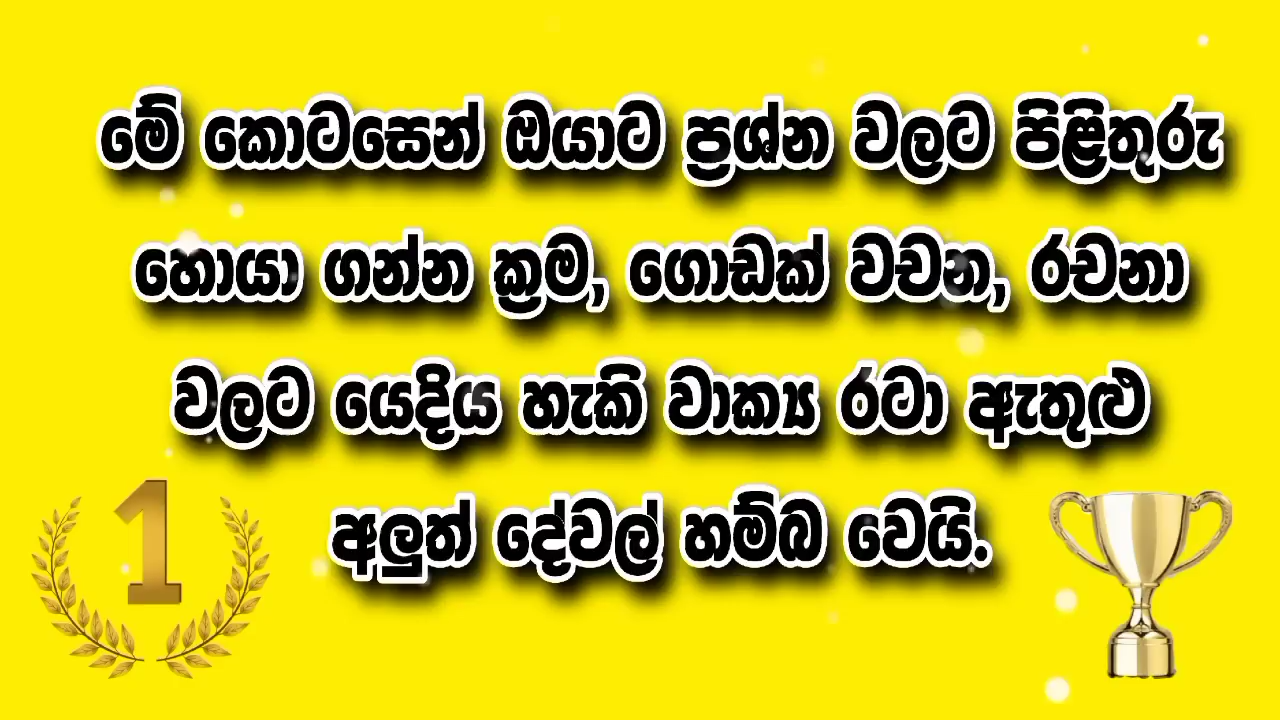 මේ කොටසෙන් ඔයාට ප්‍රශ්න වලට පිළිතුරු
හොයා ගන්න ක්‍රම, ගොඩක් වචන, රචනා
වලට යෙදිය හැකි වාක්‍ය රටා ඇතුළු
අලුත් දේවල් හම්බ වෙයි.
1